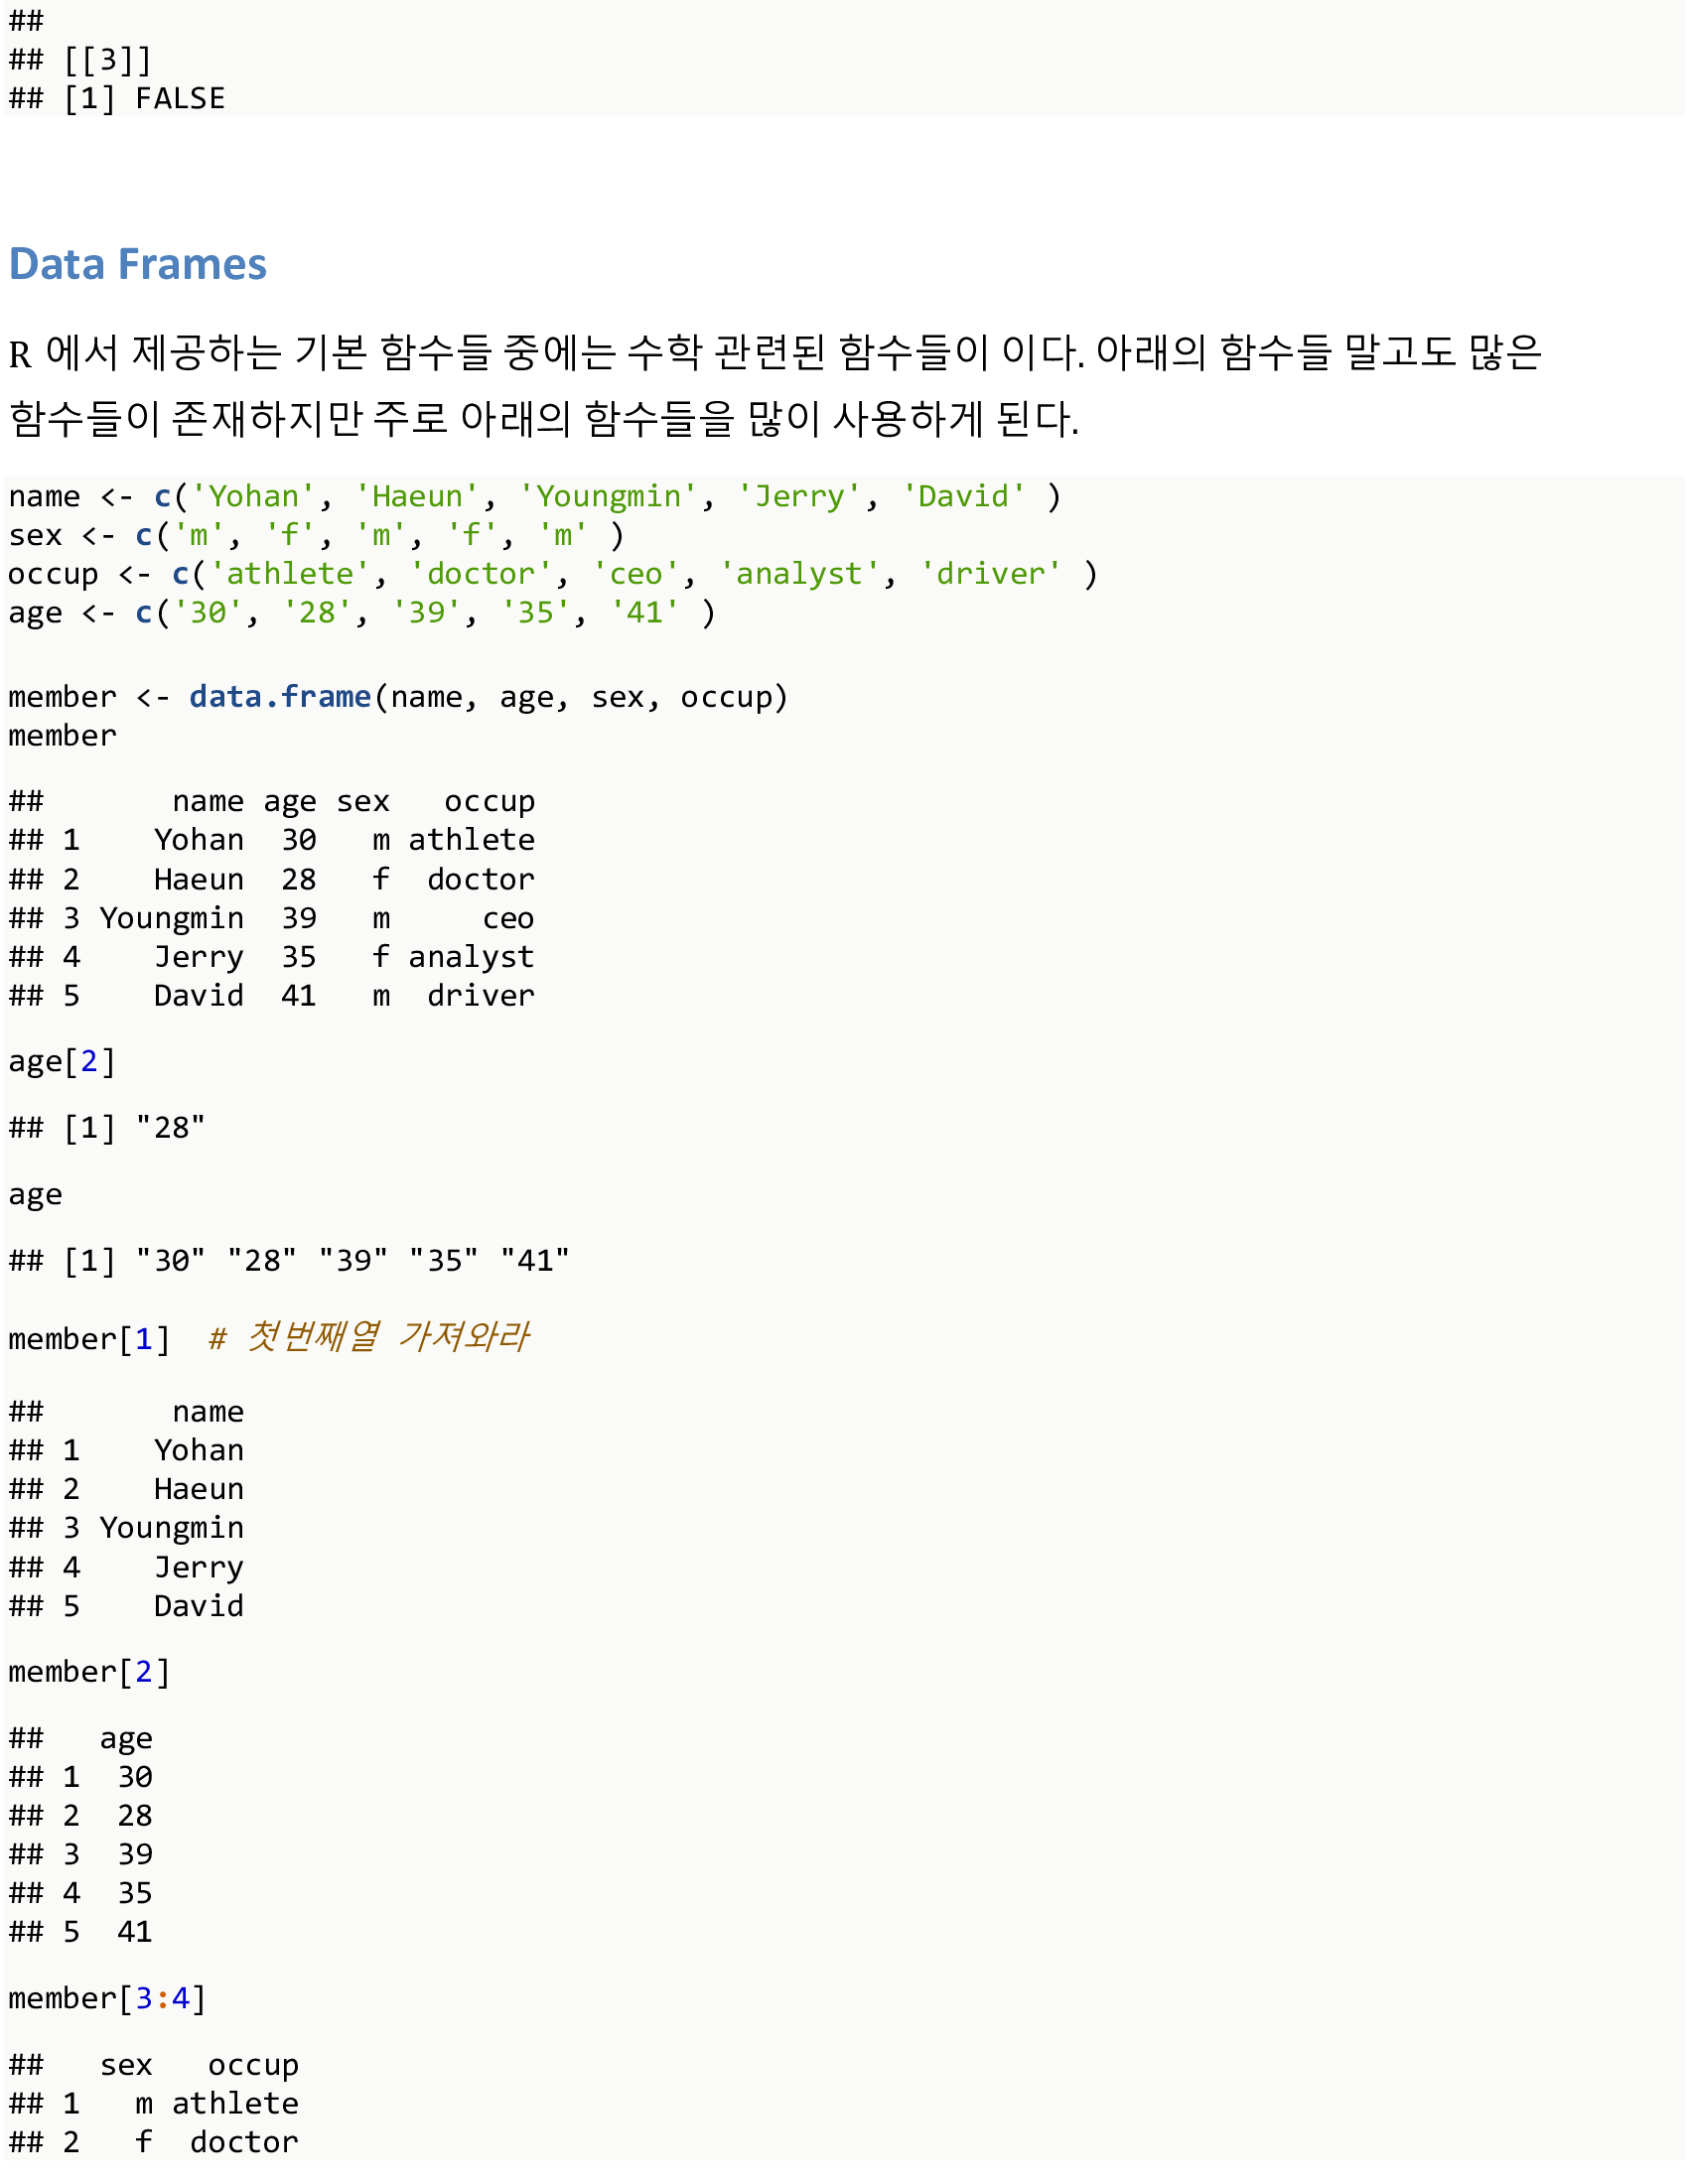 ##
## [[3]]
## [1] FALSE
Data Frames
R 에서 제공하는 기본 함수들 중에는 수학 관련된 함수들이 이다. 아래의 함수들 말고도 많은
함수들이 존재하지만 주로 아래의 함수들을 많이 사용하게 된다.
name <- c('Yohan', 'Haeun', 'Youngmin', 'Jerry', 'David' )
sex <- c('m', 'f', 'm', 'f', 'm' )
occup <- c('athlete', 'doctor', 'ceo', 'analyst', 'driver' )
age <- c('30', '28', '39', '35', '41' )
member <- data.frame(name, age, sex, occup)
member
##       name age sex   occup
## 1    Yohan  30   m athlete
## 2    Haeun  28   f  doctor
## 3 Youngmin  39   m     ceo
## 4    Jerry  35   f analyst
## 5    David  41   m  driver
age[2]
## [1] "28"
age
## [1] "30" "28" "39" "35" "41"
member[1]  # 첫번째열 가져와라
##       name
## 1    Yohan
## 2    Haeun
## 3 Youngmin
## 4    Jerry
## 5    David
member[2]
##   age
## 1  30
## 2  28
## 3  39
## 4  35
## 5  41
member[3:4]
##   sex   occup
## 1   m athlete
## 2   f  doctor